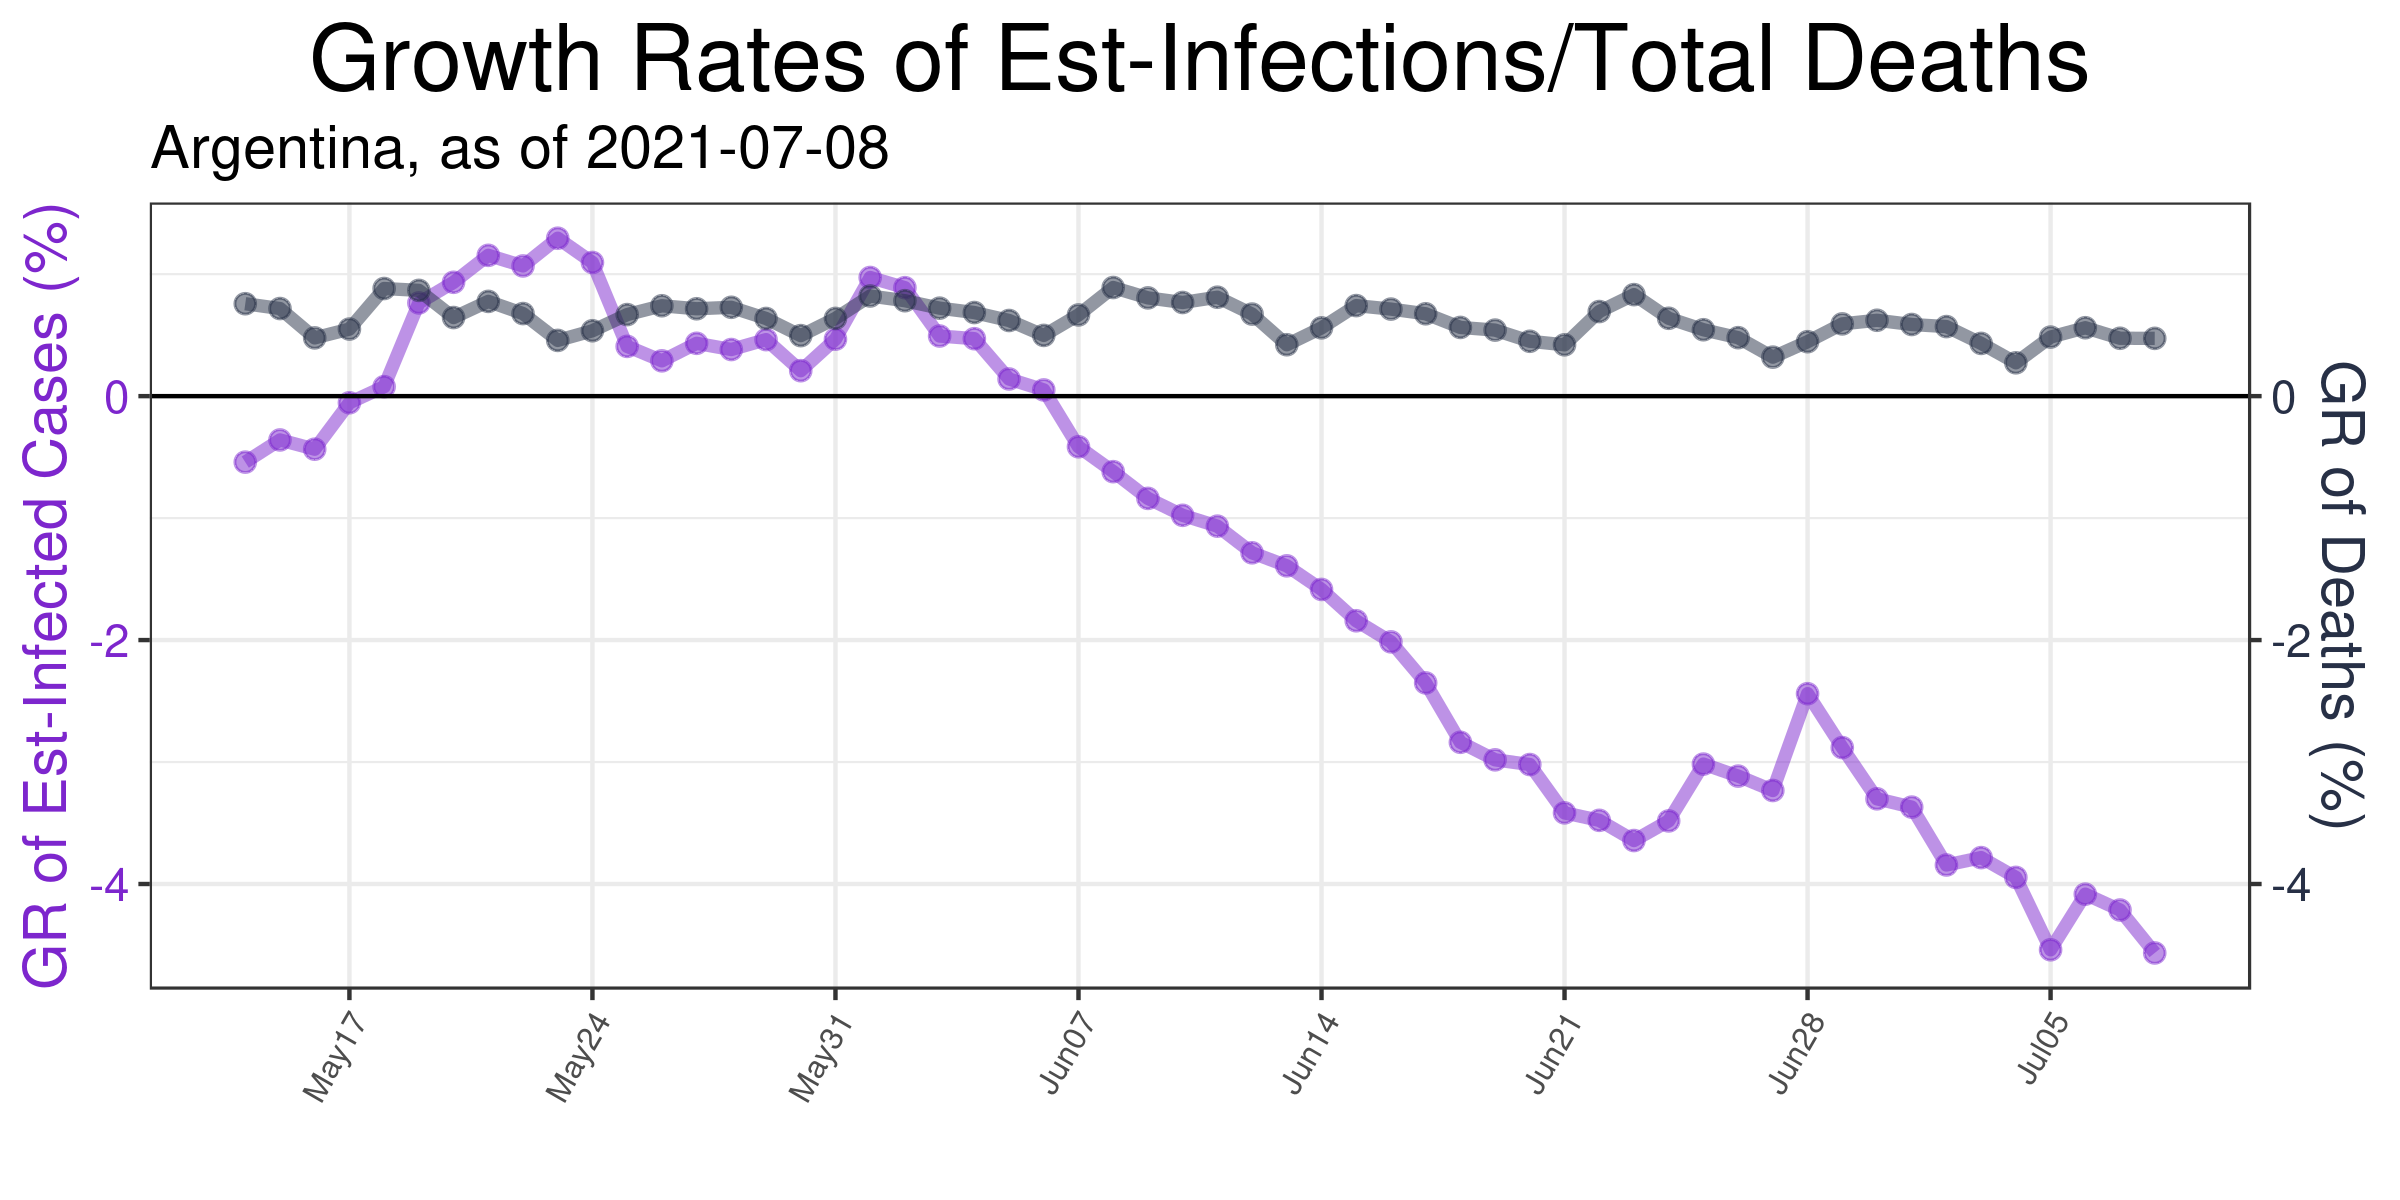 Growth Rates of Est-Infections/Total Deaths
Argentina, as of 2021-07-08
GR of Est-Infected Cases (%)
0
-2
-4
0
-2
-4
GR of Deaths (%)
May17
May24
May31
Jun07
Jun14
Jun21
Jun28
Jul05